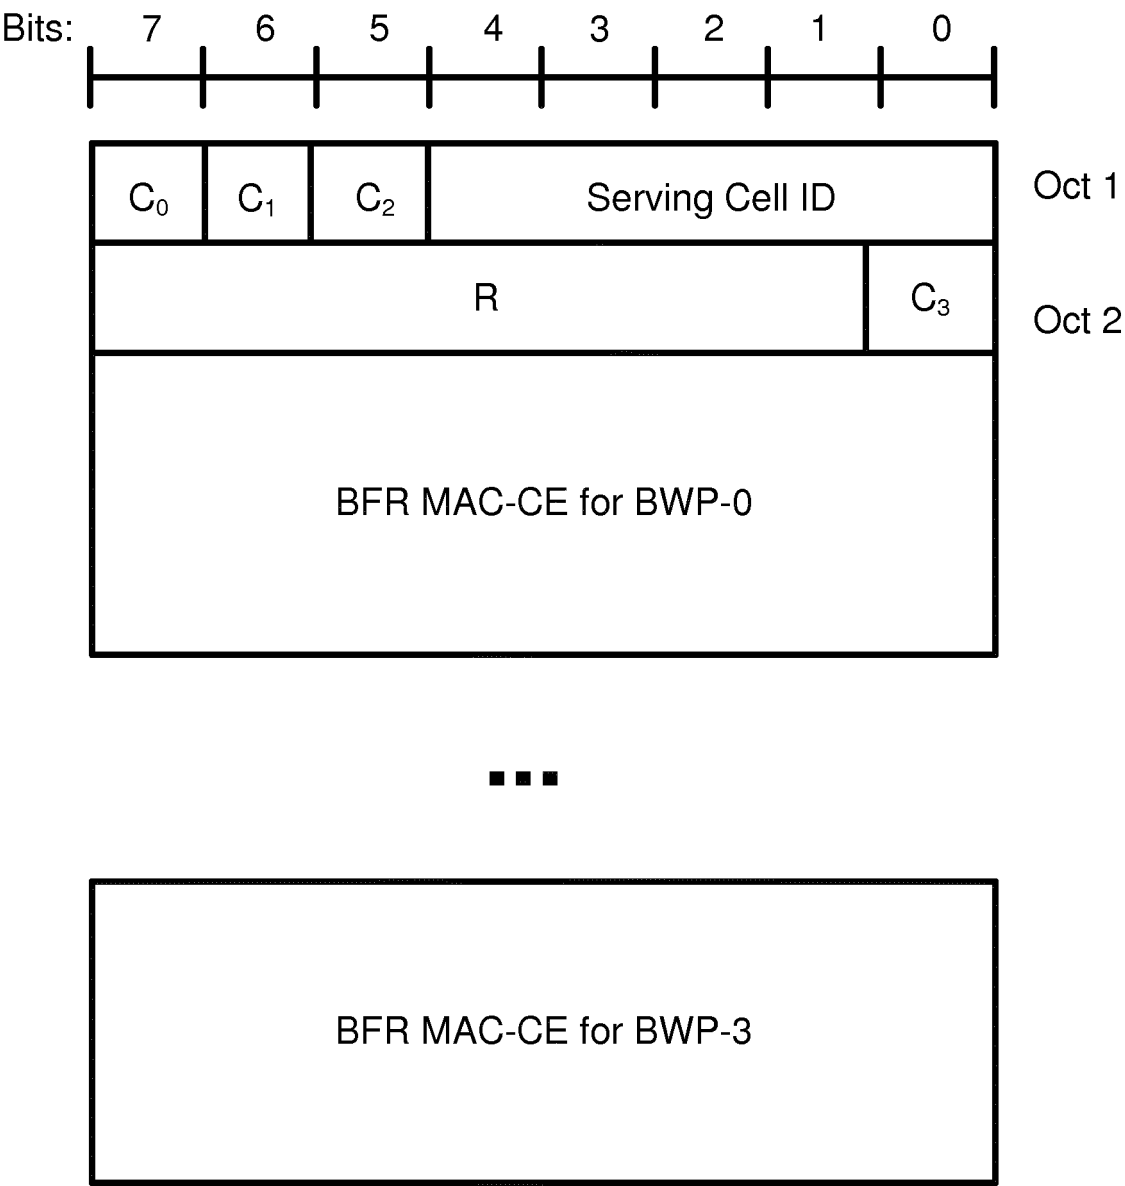 Bits: 7 6 5 4 3 2 1 0
C₀ C₁ C₂ Serving Cell ID Oct 1
R C₃ Oct 2
BFR MAC-CE for BWP-0
...
BFR MAC-CE for BWP-3